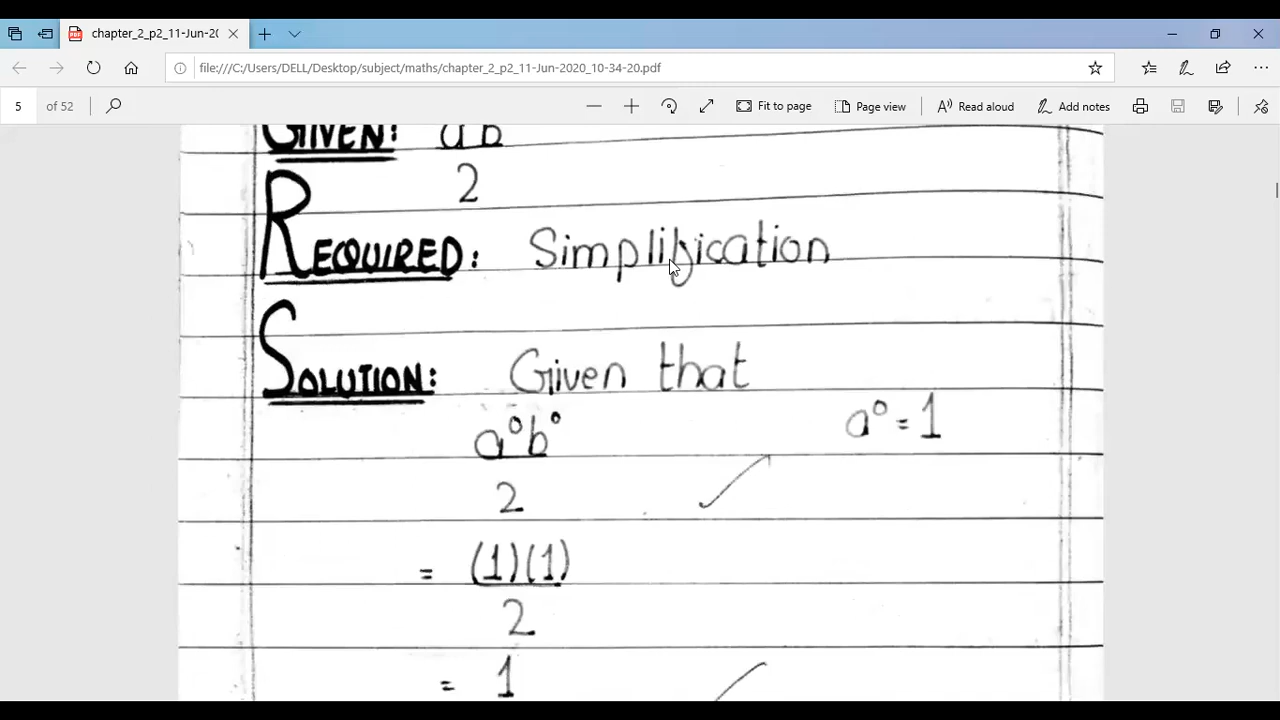 chapter_2_p2_11-Jun-20
file:///C:/Users/DELL/Desktop/subject/maths/chapter_2_p2_11-Jun-2020_10-34-20.pdf
5 of 52 Fit to page Page view Read aloud Add notes
GIVEN: a b
2
REQUIRED: Simplification
SOLUTION: Given that
a⁰b⁰ a⁰ = 1
2
= (1)(1)
2
= 1